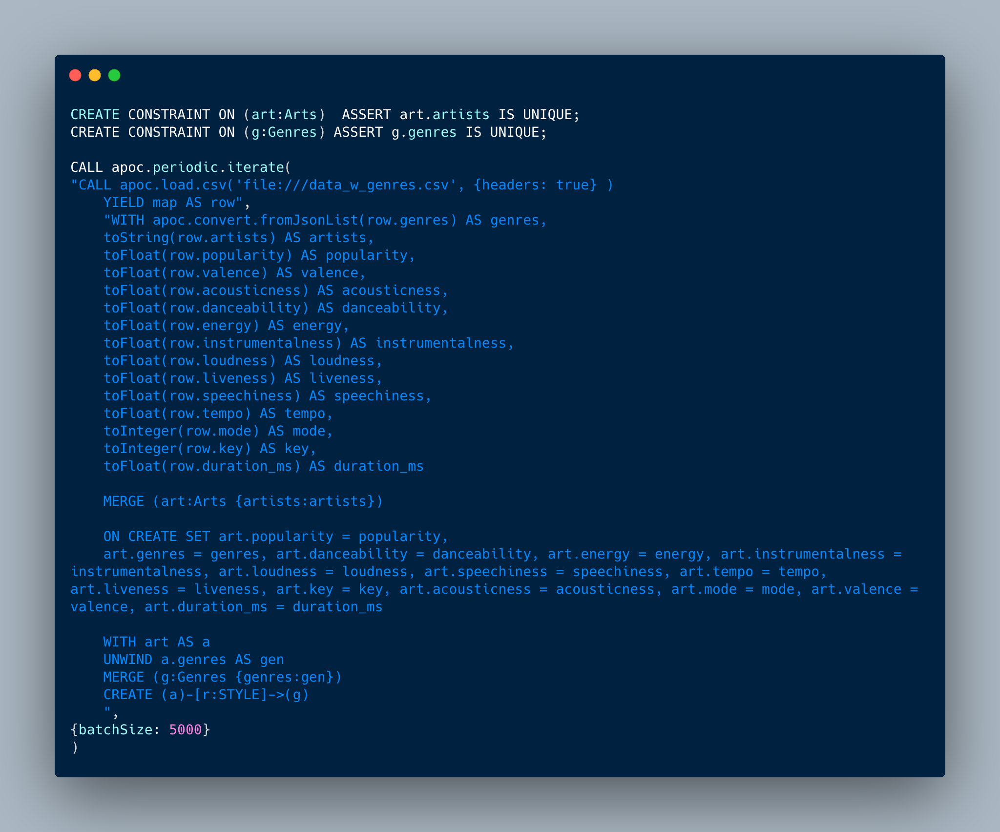 CREATE CONSTRAINT ON (art:Arts)  ASSERT art.artists IS UNIQUE;
CREATE CONSTRAINT ON (g:Genres) ASSERT g.genres IS UNIQUE;

CALL apoc.periodic.iterate(
"CALL apoc.load.csv('file:///data_w_genres.csv', {headers: true} )
    YIELD map AS row",
    "WITH apoc.convert.fromJsonList(row.genres) AS genres,
    toString(row.artists) AS artists,
    toFloat(row.popularity) AS popularity,
    toFloat(row.valence) AS valence,
    toFloat(row.acousticness) AS acousticness,
    toFloat(row.danceability) AS danceability,
    toFloat(row.energy) AS energy,
    toFloat(row.instrumentalness) AS instrumentalness,
    toFloat(row.loudness) AS loudness,
    toFloat(row.liveness) AS liveness,
    toFloat(row.speechiness) AS speechiness,
    toFloat(row.tempo) AS tempo,
    toInteger(row.mode) AS mode,
    toInteger(row.key) AS key,
    toFloat(row.duration_ms) AS duration_ms

    MERGE (art:Arts {artists:artists})

    ON CREATE SET art.popularity = popularity,
    art.genres = genres, art.danceability = danceability, art.energy = energy, art.instrumentalness =
instrumentalness, art.loudness = loudness, art.speechiness = speechiness, art.tempo = tempo,
art.liveness = liveness, art.key = key, art.acousticness = acousticness, art.mode = mode, art.valence =
valence, art.duration_ms = duration_ms

    WITH art AS a
    UNWIND a.genres AS gen
    MERGE (g:Genres {genres:gen})
    CREATE (a)-[r:STYLE]->(g)
    ",
{batchSize: 5000}
)